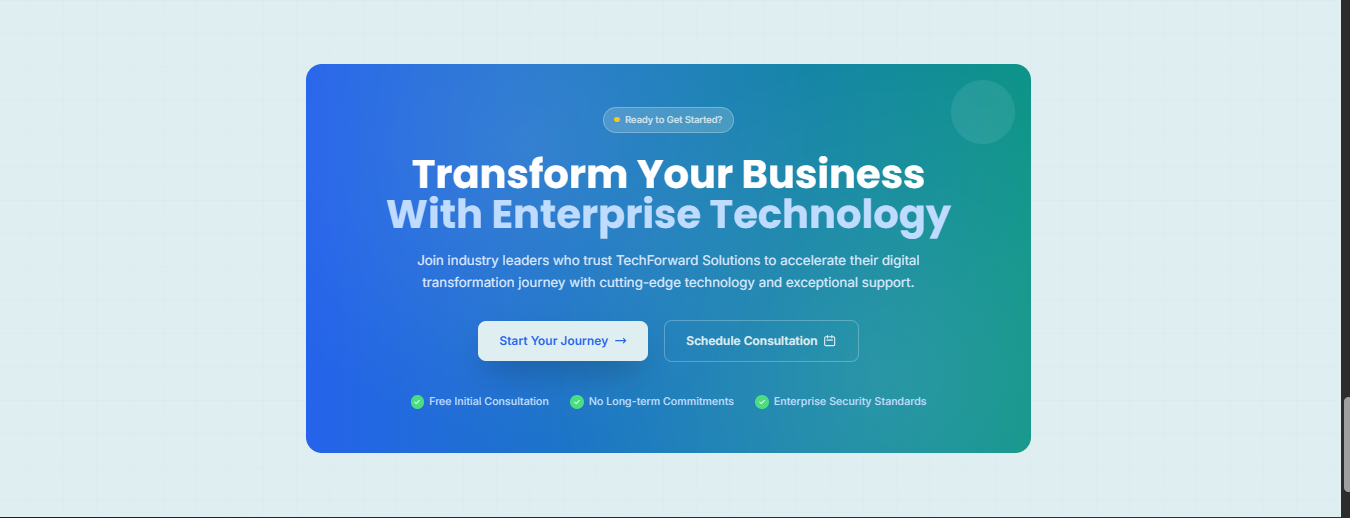 Ready to Get Started?
Transform Your Business
With Enterprise Technology
Join industry leaders who trust TechForward Solutions to accelerate their digital
transformation journey with cutting-edge technology and exceptional support.
Start Your Journey →
Schedule Consultation
Free Initial Consultation
No Long-term Commitments
Enterprise Security Standards